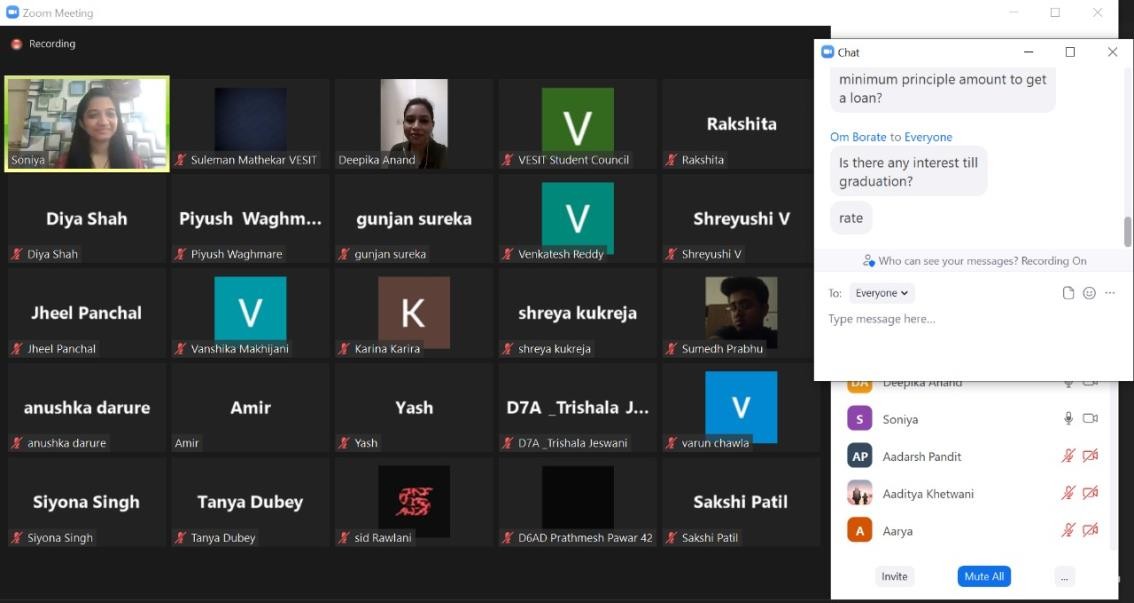 Zoom Meeting
Recording
Soniya
Suleman Mathekar VESIT
Deepika Anand
V
VESIT Student Council
Rakshita
Rakshita
Diya Shah
Diya Shah
Piyush Waghm...
Piyush Waghmare
gunjan sureka
gunjan sureka
V
Venkatesh Reddy
Shreyushi V
Shreyushi V
Jheel Panchal
Jheel Panchal
V
Vanshika Makhijani
K
Karina Karira
shreya kukreja
shreya kukreja
Sumedh Prabhu
anushka darure
anushka darure
Amir
Amir
Yash
Yash
D7A _Trishala J...
D7A _Trishala Jeswani
V
varun chawla
Siyona Singh
Siyona Singh
Tanya Dubey
Tanya Dubey
sid Rawlani
D6AD Prathmesh Pawar 42
Sakshi Patil
Sakshi Patil
Chat
minimum principle amount to get
a loan?
Om Borate to Everyone
Is there any interest till
graduation?
rate
Who can see your messages? Recording On
To: Everyone
Type message here...
DA Deepika Anand
S Soniya
AP Aadarsh Pandit
Aaditya Khetwani
A Aarya
Invite
Mute All
...